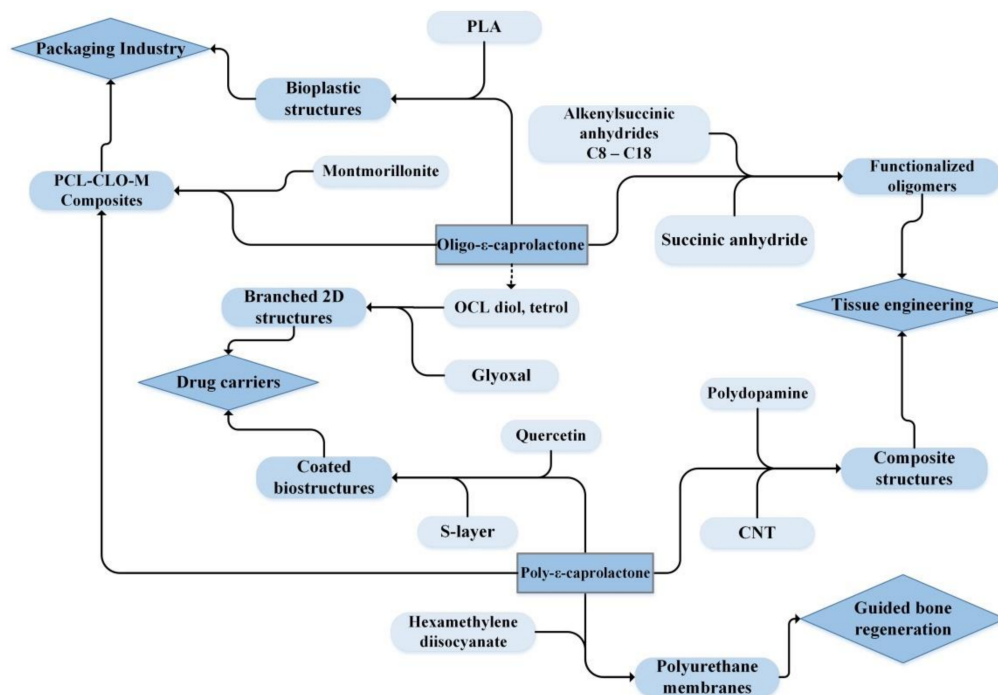 PLA
Packaging Industry
Bioplastic
structures
Alkenylsuccinic
anhydrides
C8 – C18
Montmorillonite
PCL-CLO-M
Composites
Functionalized
oligomers
Oligo-ε-caprolactone
Succinic anhydride
Branched 2D
structures
OCL diol, tetrol
Tissue engineering
Drug carriers
Glyoxal
Polydopamine
Quercetin
Coated
biostructures
Composite
structures
S-layer
CNT
Poly-ε-caprolactone
Hexamethylene
diisocyanate
Guided bone
regeneration
Polyurethane
membranes